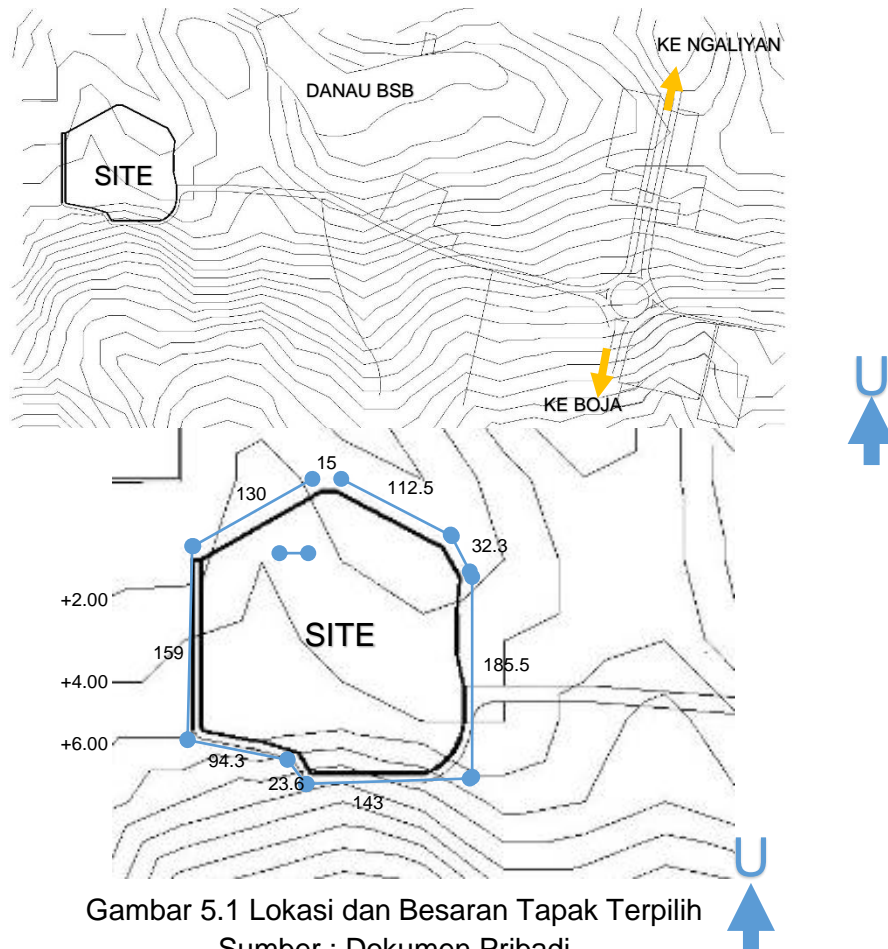 KE NGALIYAN
DANAU BSB
SITE
KE BOJA
U
15
130
112.5
32.3
+2.00
SITE
159
185.5
+4.00
+6.00
94.3
23.6
143
U
Gambar 5.1 Lokasi dan Besaran Tapak Terpilih
Sumber : Dokumen Pribadi